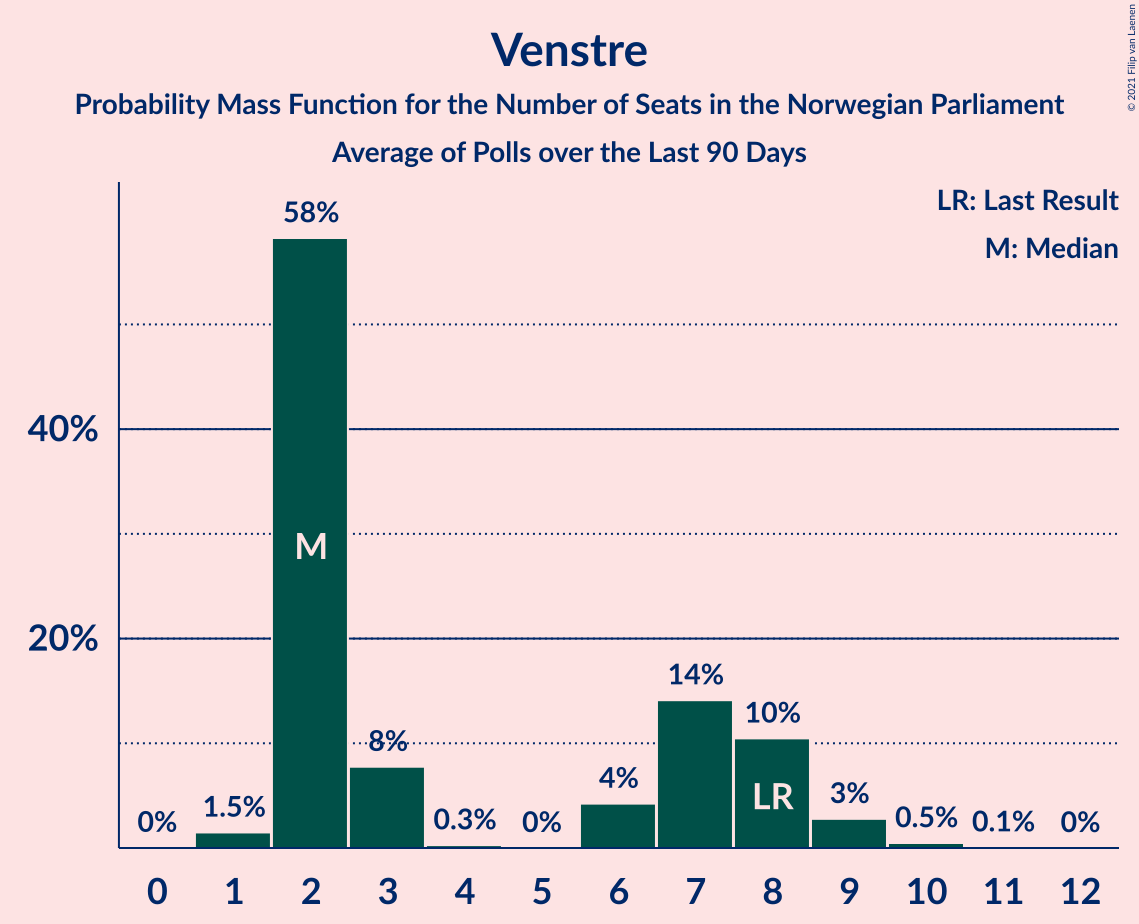 Venstre
Probability Mass Function for the Number of Seats in the Norwegian Parliament
Average of Polls over the Last 90 Days
© 2021 Filip van Laenen
LR: Last Result
M: Median
58%
40%
M
20%
14%
10%
8%
4%
LR
3%
1.5%
0.3%
0.5%
0%
0%
0.1%
0%
0 1 2 3 4 5 6 7 8 9 10 11 12